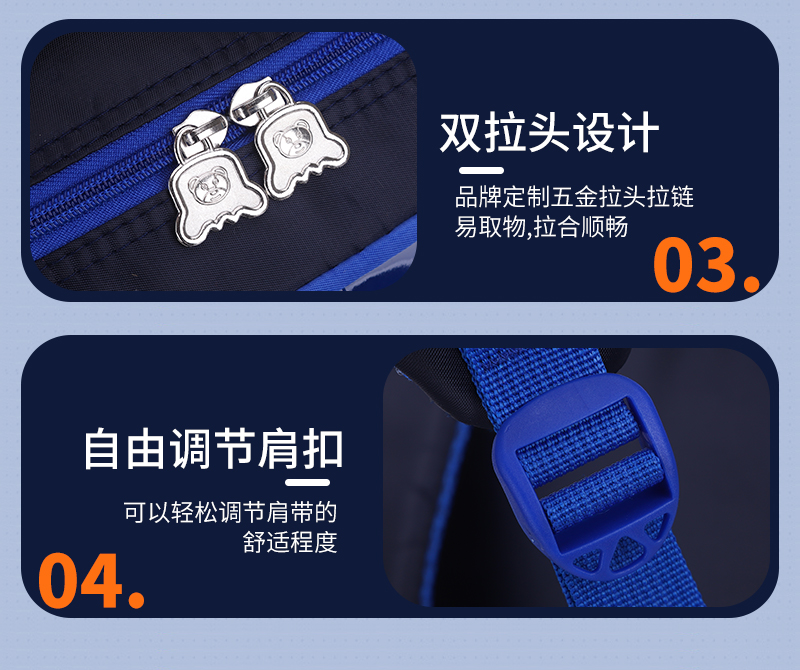 双拉头设计
品牌定制五金拉头拉链
易取物,拉合顺畅
03.
自由调节肩扣
可以轻松调节肩带的
舒适程度
04.